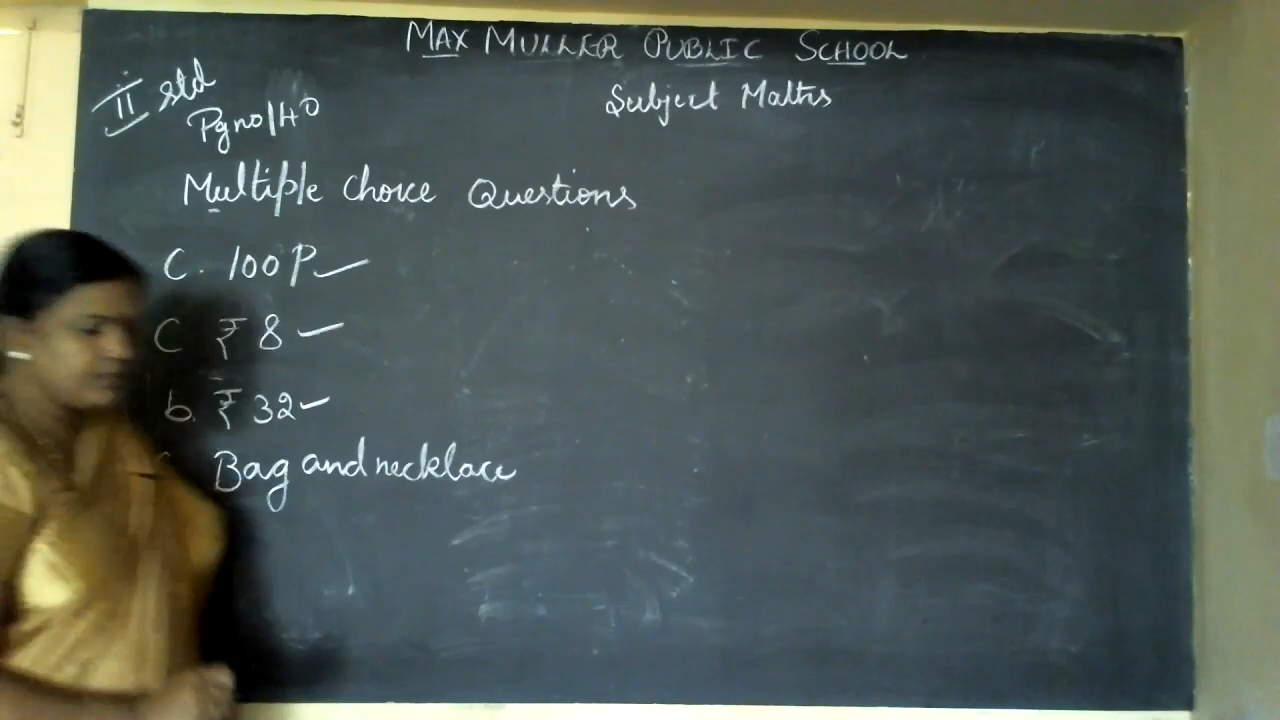 MAX MULLER PUBLIC SCHOOL
II std
Subject Maths
Pg no 140
Multiple choice Questions
C. 100 P
C ₹ 8
b. ₹ 32
Bag and necklace